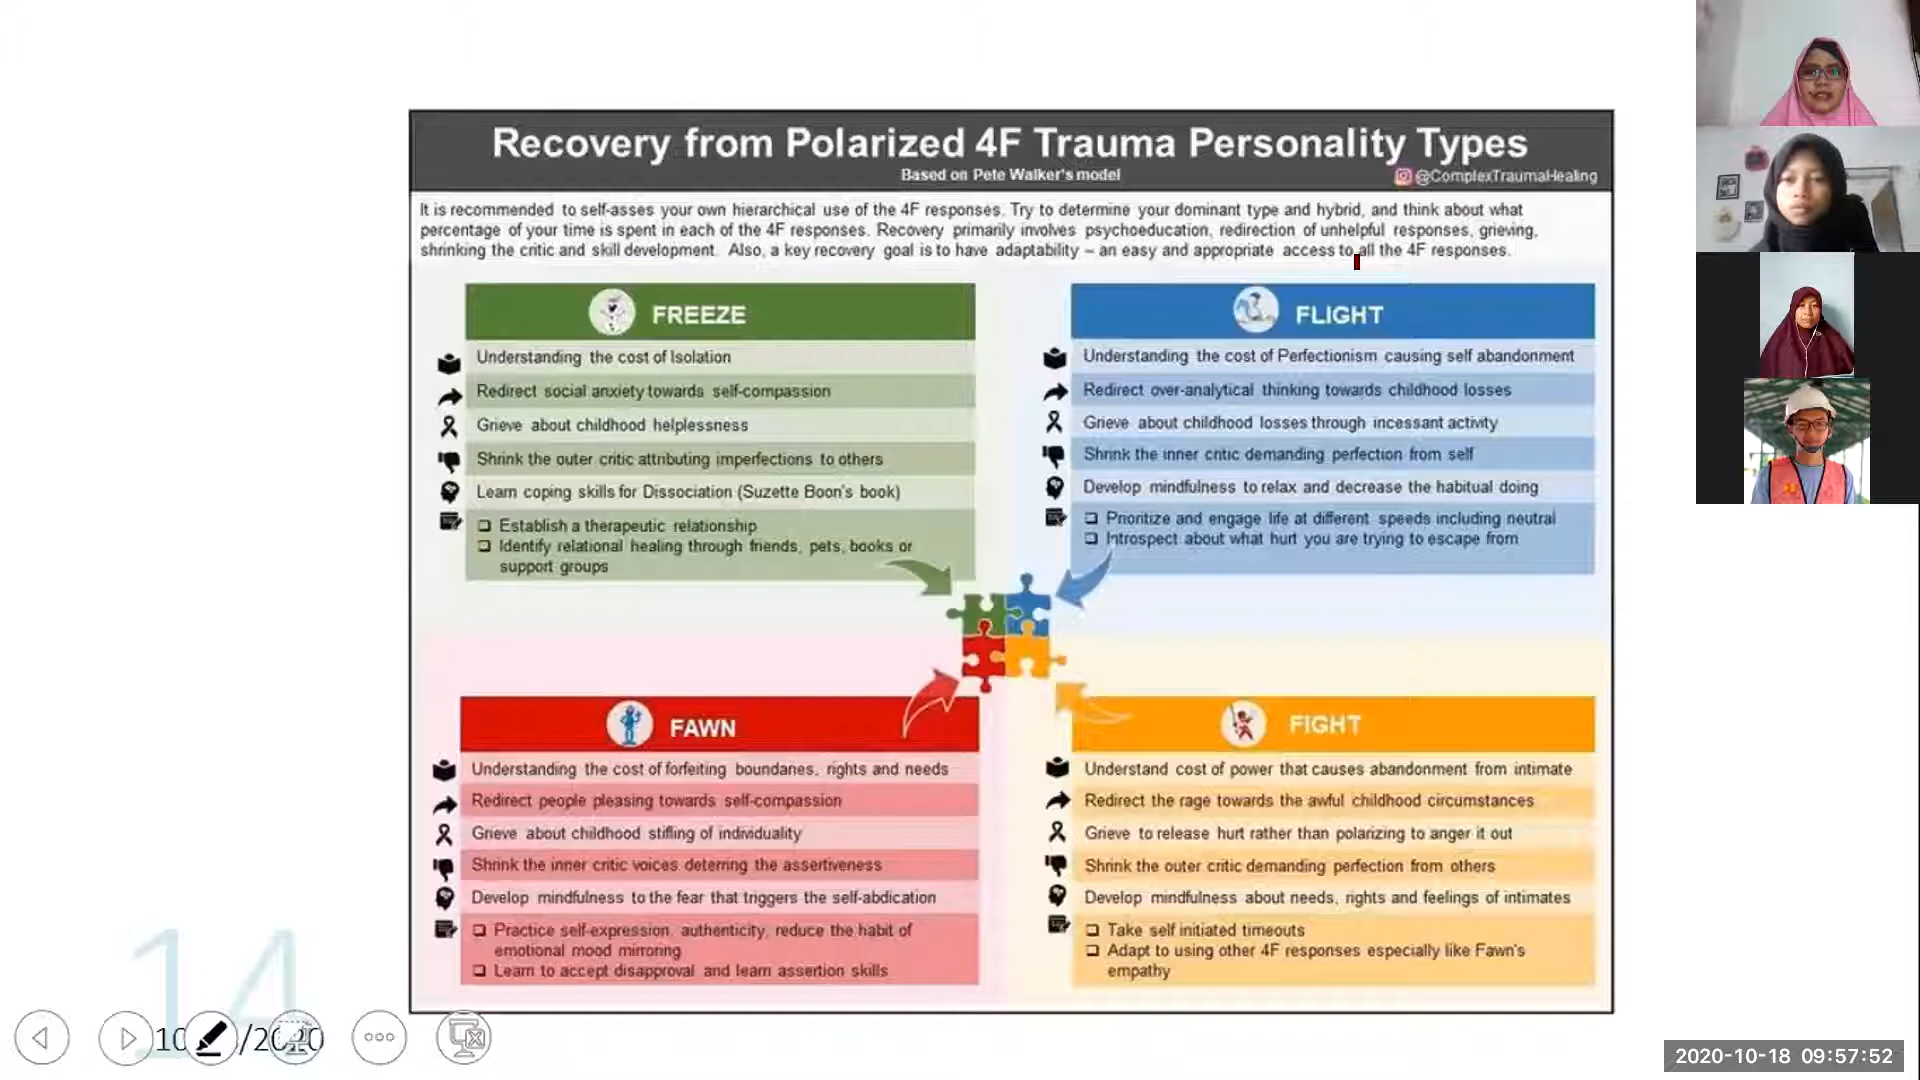 Recovery from Polarized 4F Trauma Personality Types
Based on Pete Walker's model
@ComplexTraumaHealing
It is recommended to self-asses your own hierarchical use of the 4F responses. Try to determine your dominant type and hybrid, and think about what
percentage of your time is spent in each of the 4F responses. Recovery primarily involves psychoeducation, redirection of unhelpful responses, grieving,
shrinking the critic and skill development. Also, a key recovery goal is to have adaptability – an easy and appropriate access to all the 4F responses.
FREEZE
Understanding the cost of Isolation
Redirect social anxiety towards self-compassion
Grieve about childhood helplessness
Shrink the outer critic attributing imperfections to others
Learn coping skills for Dissociation (Suzette Boon's book)
Establish a therapeutic relationship
Identify relational healing through friends, pets, books or
support groups
FLIGHT
Understanding the cost of Perfectionism causing self abandonment
Redirect over-analytical thinking towards childhood losses
Grieve about childhood losses through incessant activity
Shrink the inner critic demanding perfection from self
Develop mindfulness to relax and decrease the habitual doing
Prioritize and engage life at different speeds including neutral
Introspect about what hurt you are trying to escape from
FAWN
Understanding the cost of forfeiting boundaries, rights and needs
Redirect people pleasing towards self-compassion
Grieve about childhood stifling of individuality
Shrink the inner critic voices deterring the assertiveness
Develop mindfulness to the fear that triggers the self-abdication
Practice self-expression, authenticity, reduce the habit of
emotional mood mirroring
Learn to accept disapproval and learn assertion skills
FIGHT
Understand cost of power that causes abandonment from intimate
Redirect the rage towards the awful childhood circumstances
Grieve to release hurt rather than polarizing to anger it out
Shrink the outer critic demanding perfection from others
Develop mindfulness about needs, rights and feelings of intimates
Take self initiated timeouts
Adapt to using other 4F responses especially like Fawn's
empathy
14
2020-10-18 09:57:52